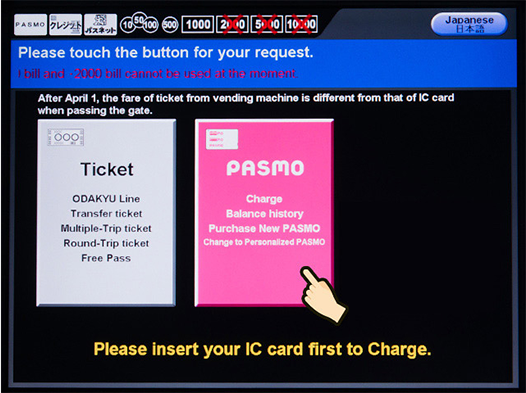 PASMO クレジット パスネット 10 50 100 500 1000 2000 5000 10000
Japanese
日本語
Please touch the button for your request.
bill and -2000 bill cannot be used at the moment.
After April 1, the fare of ticket from vending machine is different from that of IC card
when passing the gate.
Ticket
ODAKYU Line
Transfer ticket
Multiple-Trip ticket
Round-Trip ticket
Free Pass
PASMO
Charge
Balance history
Purchase New PASMO
Change to Personalized PASMO
Please insert your IC card first to Charge.